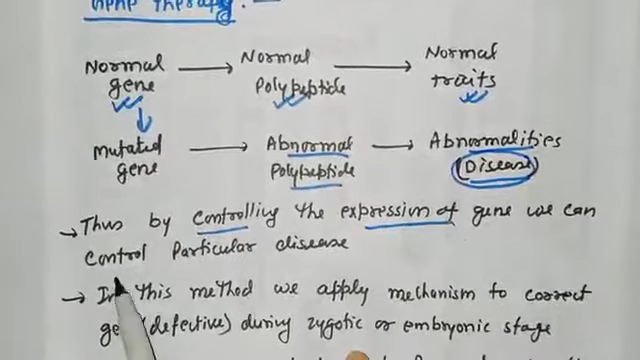 Gene Therapy:-
Normal gene → Normal Polypeptide → Normal traits
Mutated gene → Abnormal Polypeptide → Abnormalities (Disease)
→ Thus by controlling the expression of gene we can
control Particular disease
→ In this method we apply mechanism to correct
(defective) during zygotic or embryonic stage